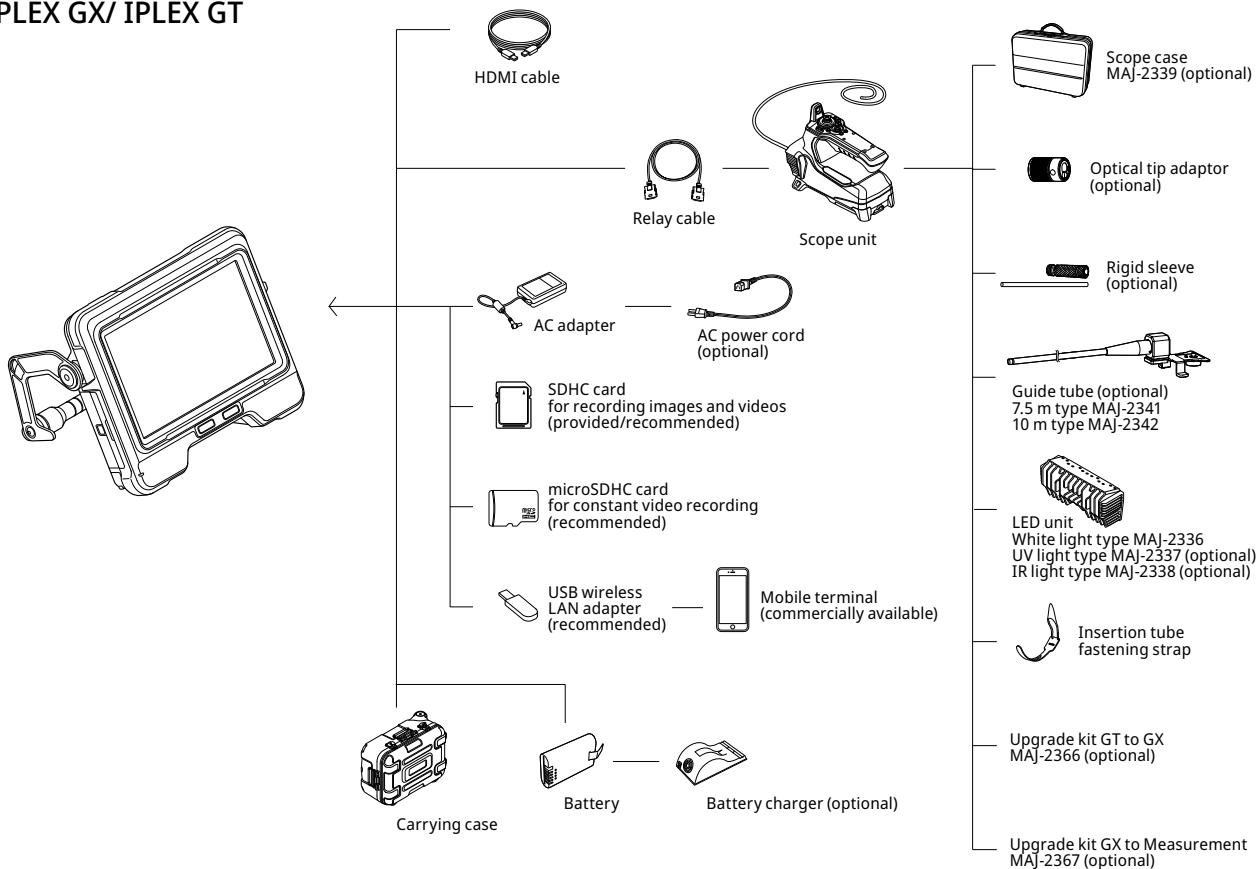 PLEX GX/ IPLEX GT
HDMI cable
Scope case
MAJ-2339 (optional)
Optical tip adaptor
(optional)
Relay cable
Scope unit
Rigid sleeve
(optional)
AC adapter
AC power cord
(optional)
Guide tube (optional)
7.5 m type MAJ-2341
10 m type MAJ-2342
SDHC card
for recording images and videos
(provided/recommended)
microSDHC card
for constant video recording
(recommended)
LED unit
White light type MAJ-2336
UV light type MAJ-2337 (optional)
IR light type MAJ-2338 (optional)
USB wireless
LAN adapter
(recommended)
Mobile terminal
(commercially available)
Insertion tube
fastening strap
Upgrade kit GT to GX
MAJ-2366 (optional)
Carrying case
Battery
Battery charger (optional)
Upgrade kit GX to Measurement
MAJ-2367 (optional)